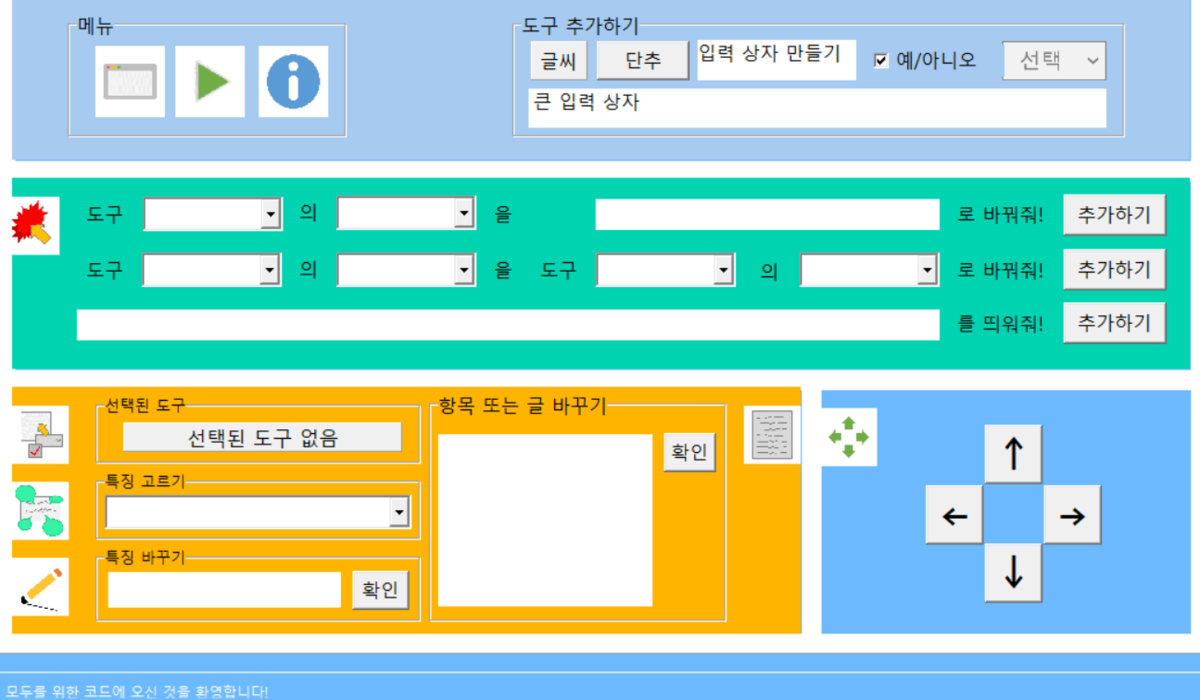 메뉴
도구 추가하기
글씨 단추 입력 상자 만들기 예/아니오 선택
큰 입력 상자
도구 의 을 로 바꿔줘! 추가하기
도구 의 을 도구 의 로 바꿔줘! 추가하기
를 띄워줘! 추가하기
선택된 도구
선택된 도구 없음
특징 고르기
특징 바꾸기
확인
항목 또는 글 바꾸기
확인
↑
← →
↓
모두를 위한 코드에 오신 것을 환영합니다!